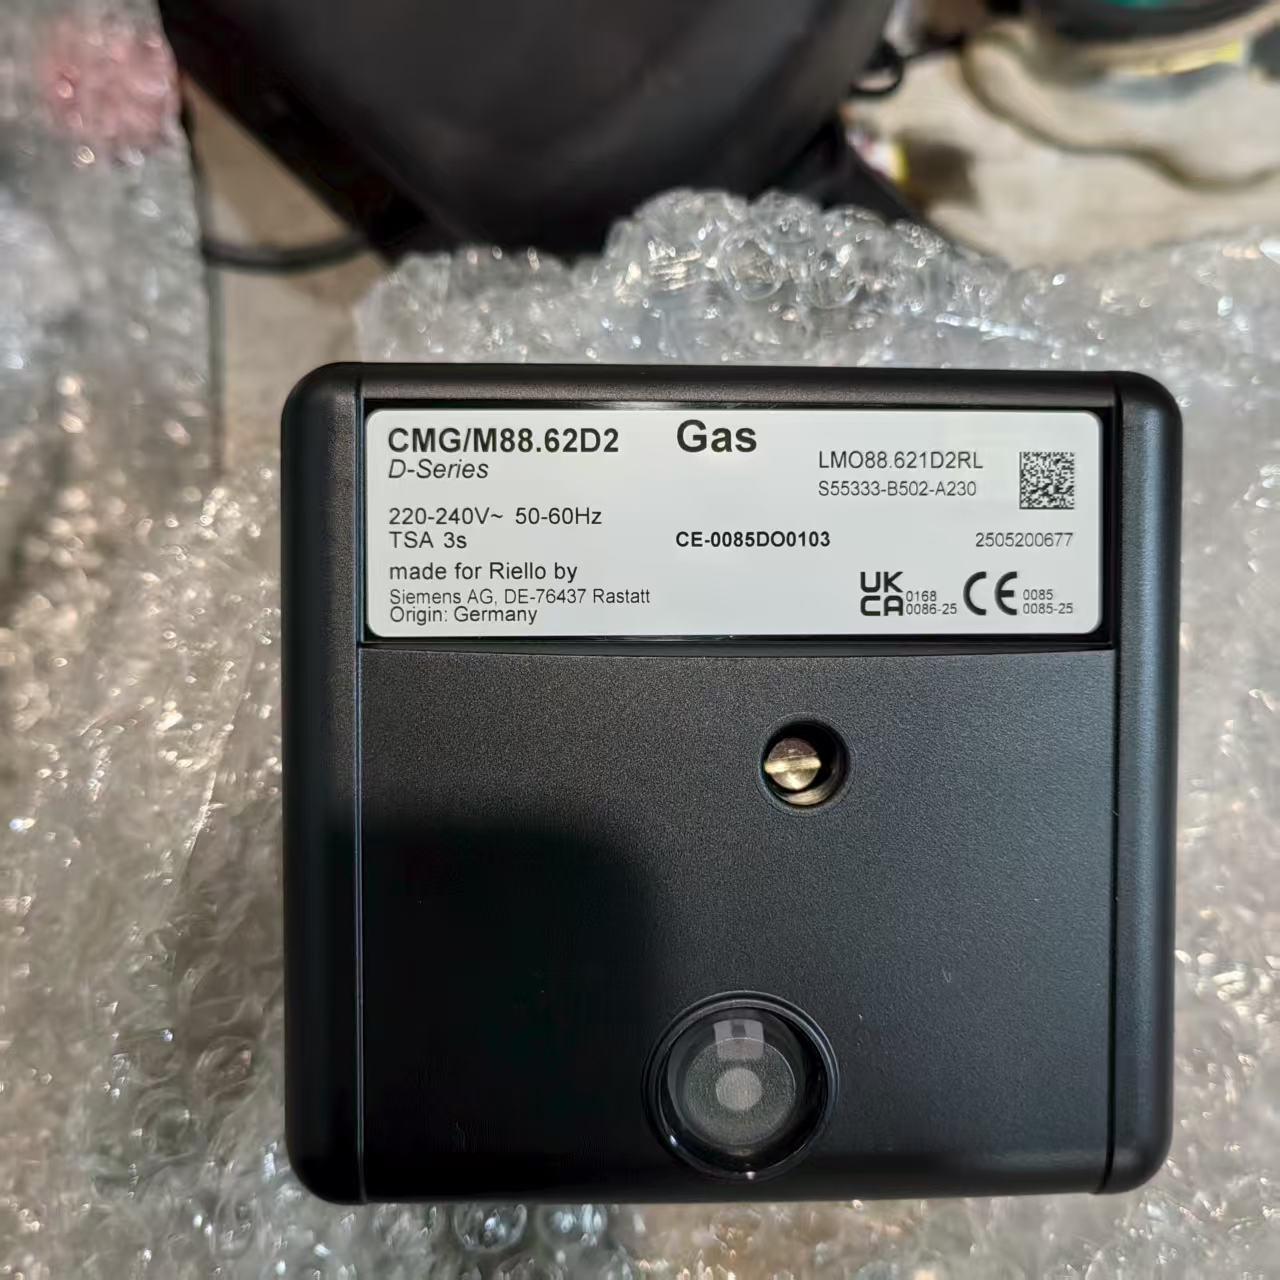 CMG/M88.62D2
D-Series
Gas
LMO88.621D2RL
S55333-B502-A230
220-240V~ 50-60Hz
TSA 3s
CE-0085DO0103
2505200677
made for Riello by
Siemens AG, DE-76437 Rastatt
Origin: Germany
UK
CA
0168
0086-25
CE
0085
0085-25